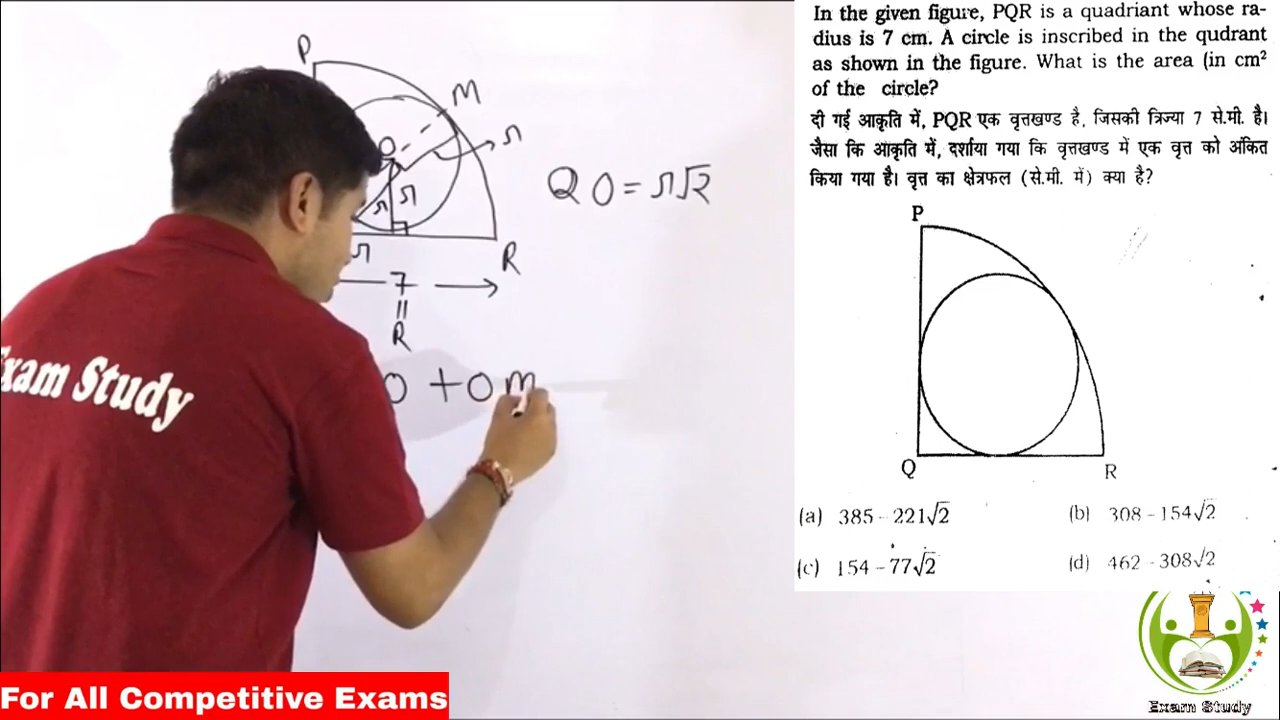 In the given figure, PQR is a quadriant whose ra-
dius is 7 cm. A circle is inscribed in the qudrant
as shown in the figure. What is the area (in cm²
of the circle?
दी गई आकृति में, PQR एक वृत्तखण्ड है, जिसकी त्रिज्या 7 से.मी. है।
जैसा कि आकृति में, दर्शाया गया कि वृत्तखण्ड में एक वृत्त को अंकित
किया गया है। वृत्त का क्षेत्रफल (से.मी. में) क्या है?
P
Q
R
(a) 385 - 221√2
(b) 308 - 154√2
(c) 154 - 77√2
(d) 462 - 308√2
P
M
O
r
r
r
r
R
7
=
R
QO = r√2
O + OM
Exam Study
For All Competitive Exams
Exam Study